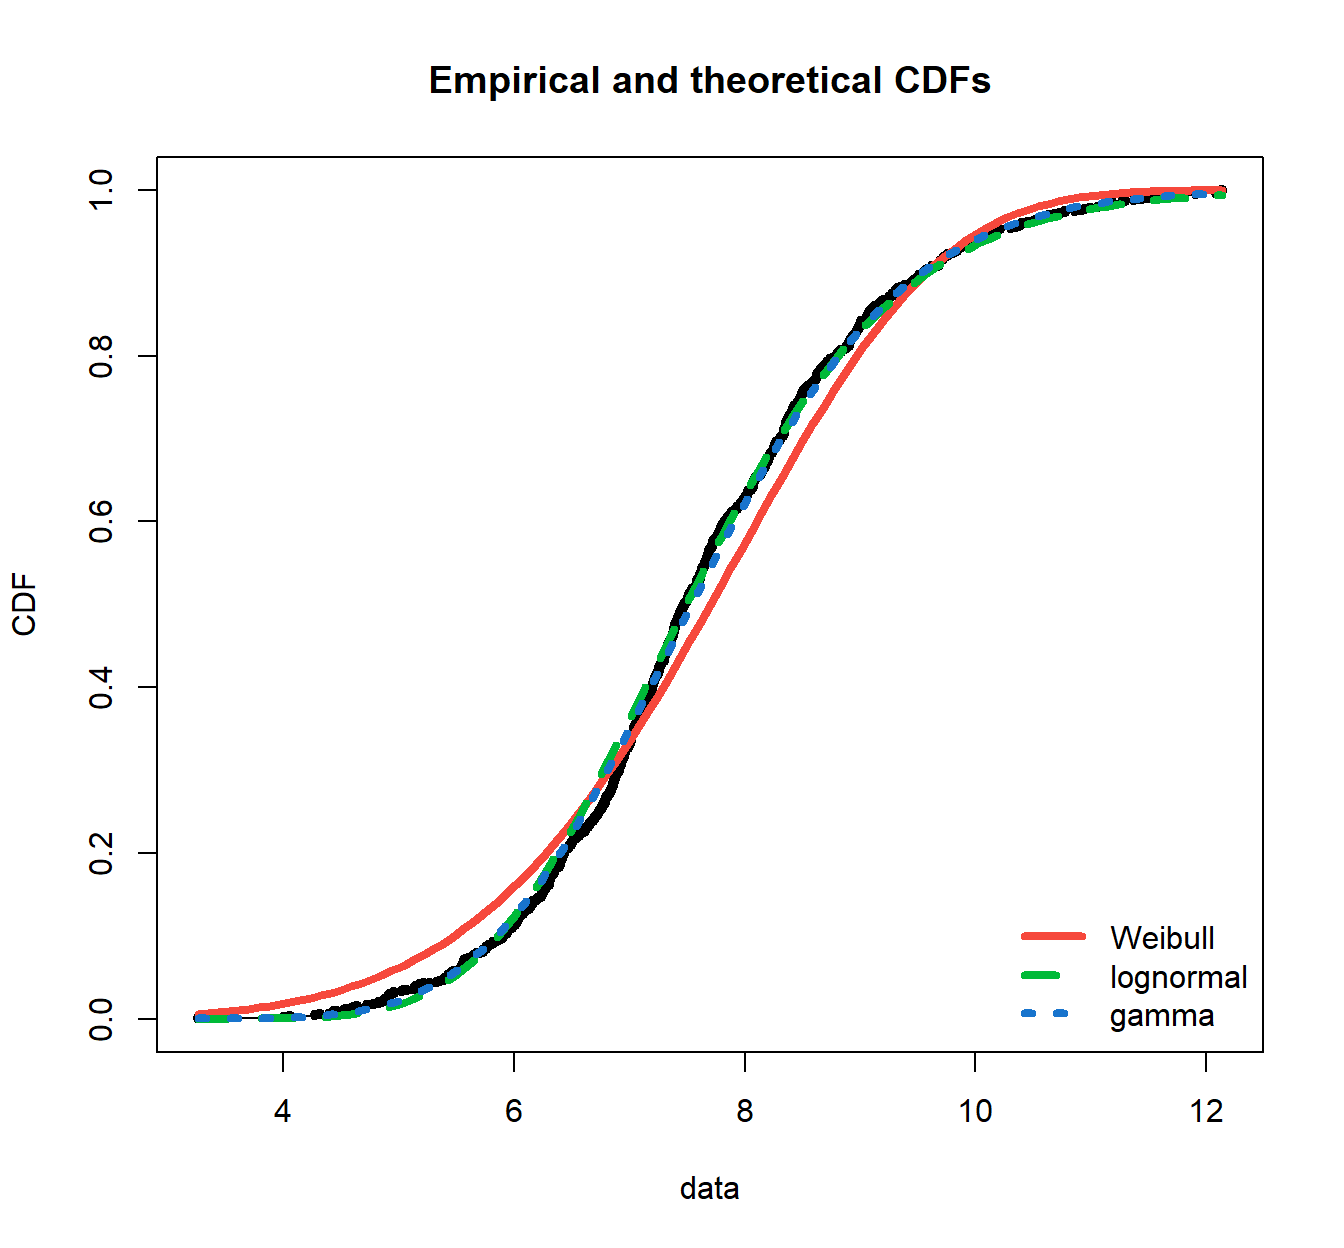 Empirical and theoretical CDFs
1.0
0.8
0.6
0.4
0.2
0.0
CDF
4 6 8 10 12
data
Weibull
lognormal
gamma